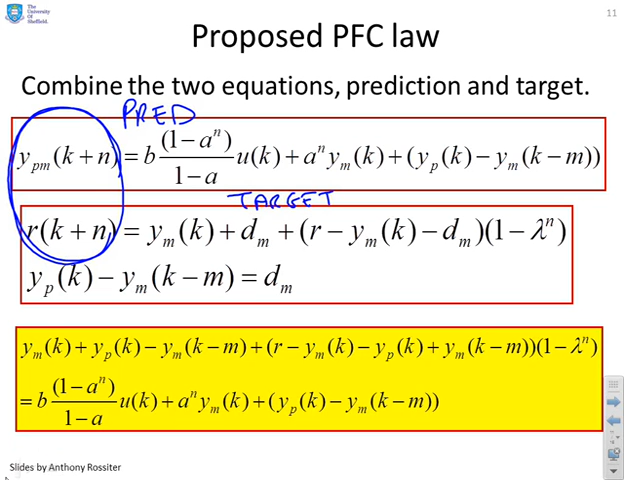 The
University
Of
Sheffield.
11
Proposed PFC law
Combine the two equations, prediction and target.
PRED
y_pm(k + n) = b (1 − a^n)/(1 − a) u(k) + a^n y_m(k) + (y_p(k) − y_m(k − m))
TARGET
r(k + n) = y_m(k) + d_m + (r − y_m(k) − d_m)(1 − λ^n)
y_p(k) − y_m(k − m) = d_m
y_m(k) + y_p(k) − y_m(k − m) + (r − y_m(k) − y_p(k) + y_m(k − m))(1 − λ^n)
= b (1 − a^n)/(1 − a) u(k) + a^n y_m(k) + (y_p(k) − y_m(k − m))
Slides by Anthony Rossiter